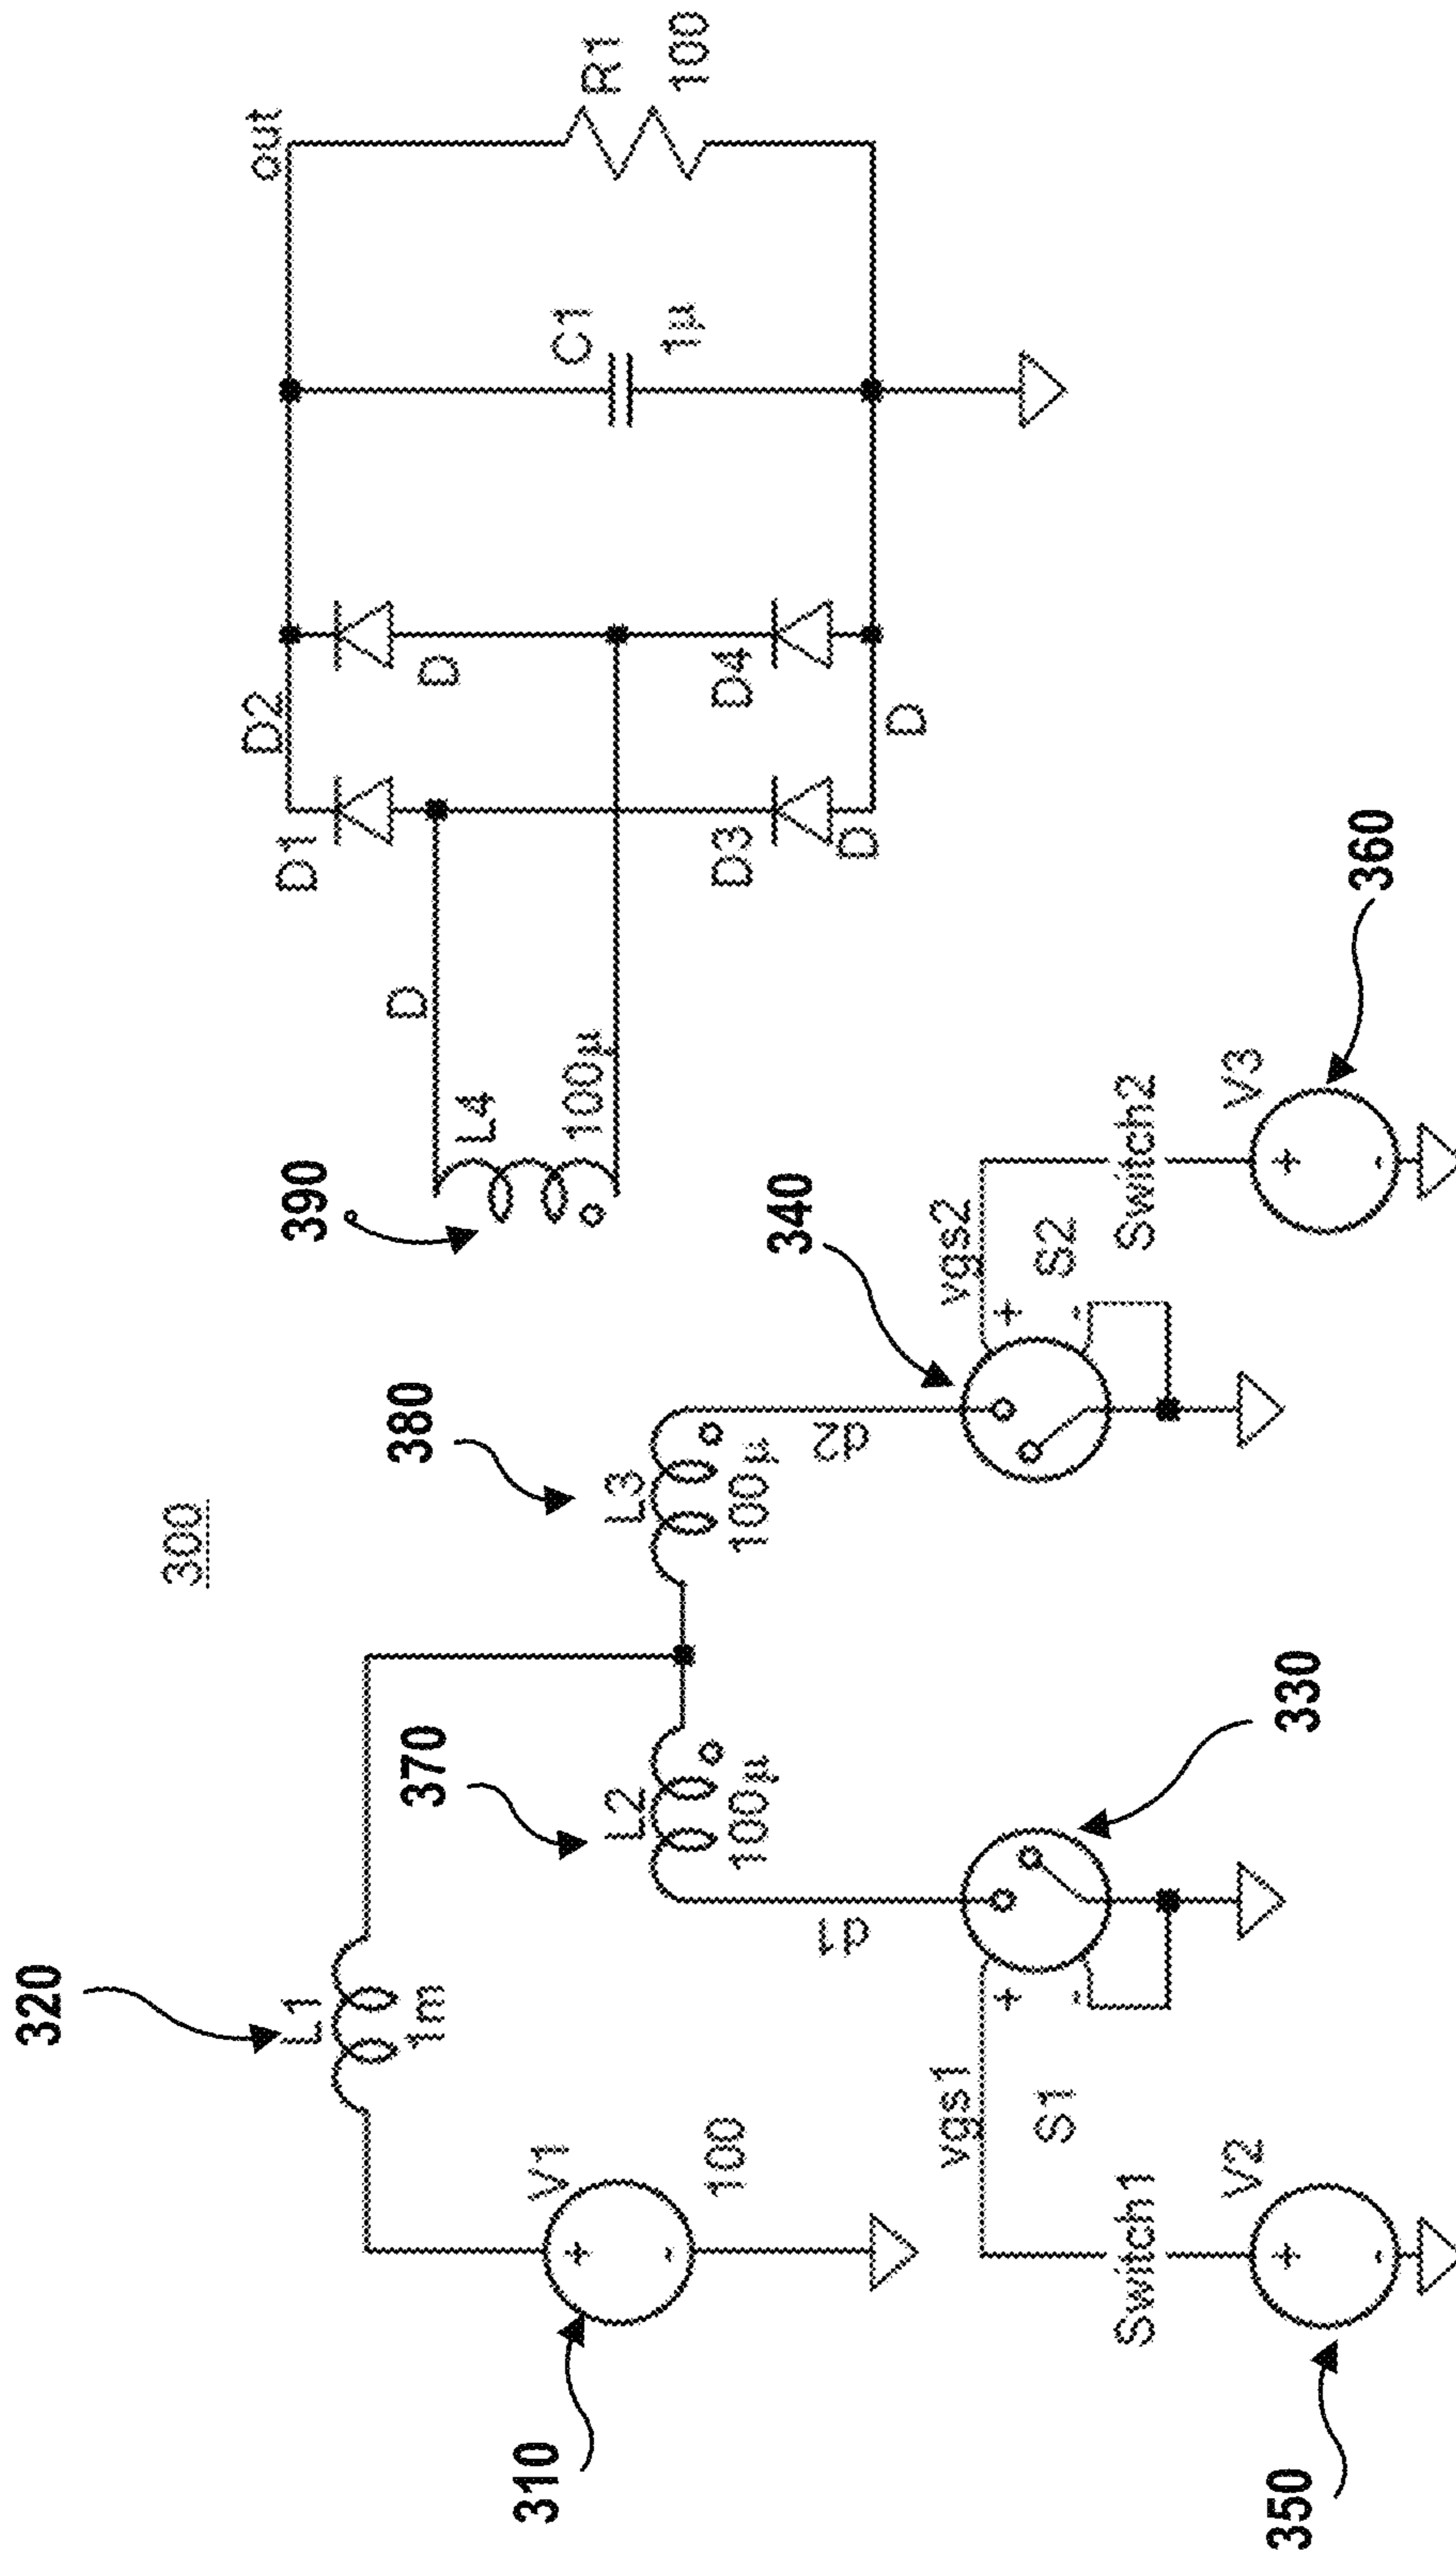 300
320
L1
1m
310
V1
100
370
L2
100µ
380
L3
100µ
390
L4
100µ
D
D1
D2
D
D3
D
D4
D
C1
1µ
out
R1
100
d1
d2
330
340
vgs1
+
-
S1
Switch1
V2
+
-
350
vgs2
+
-
S2
Switch2
V3
+
-
360
+
-